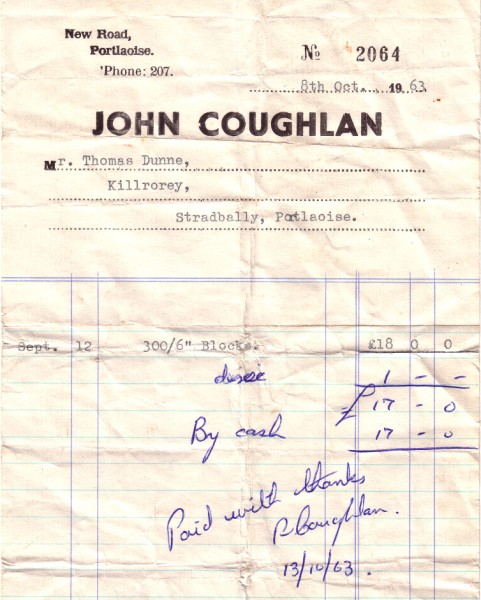 New Road,
Portlaoise.
'Phone: 207.
No 2064
8th Oct. 1963
JOHN COUGHLAN
Mr. Thomas Dunne,
Killrorey,
Stradbally, Portlaoise.
Sept. 12 300/6" Blocks. £18 0 0
1 - -
£17 - 0
By cash 17 - 0
Paid with thanks
Coughlan.
13/10/63.